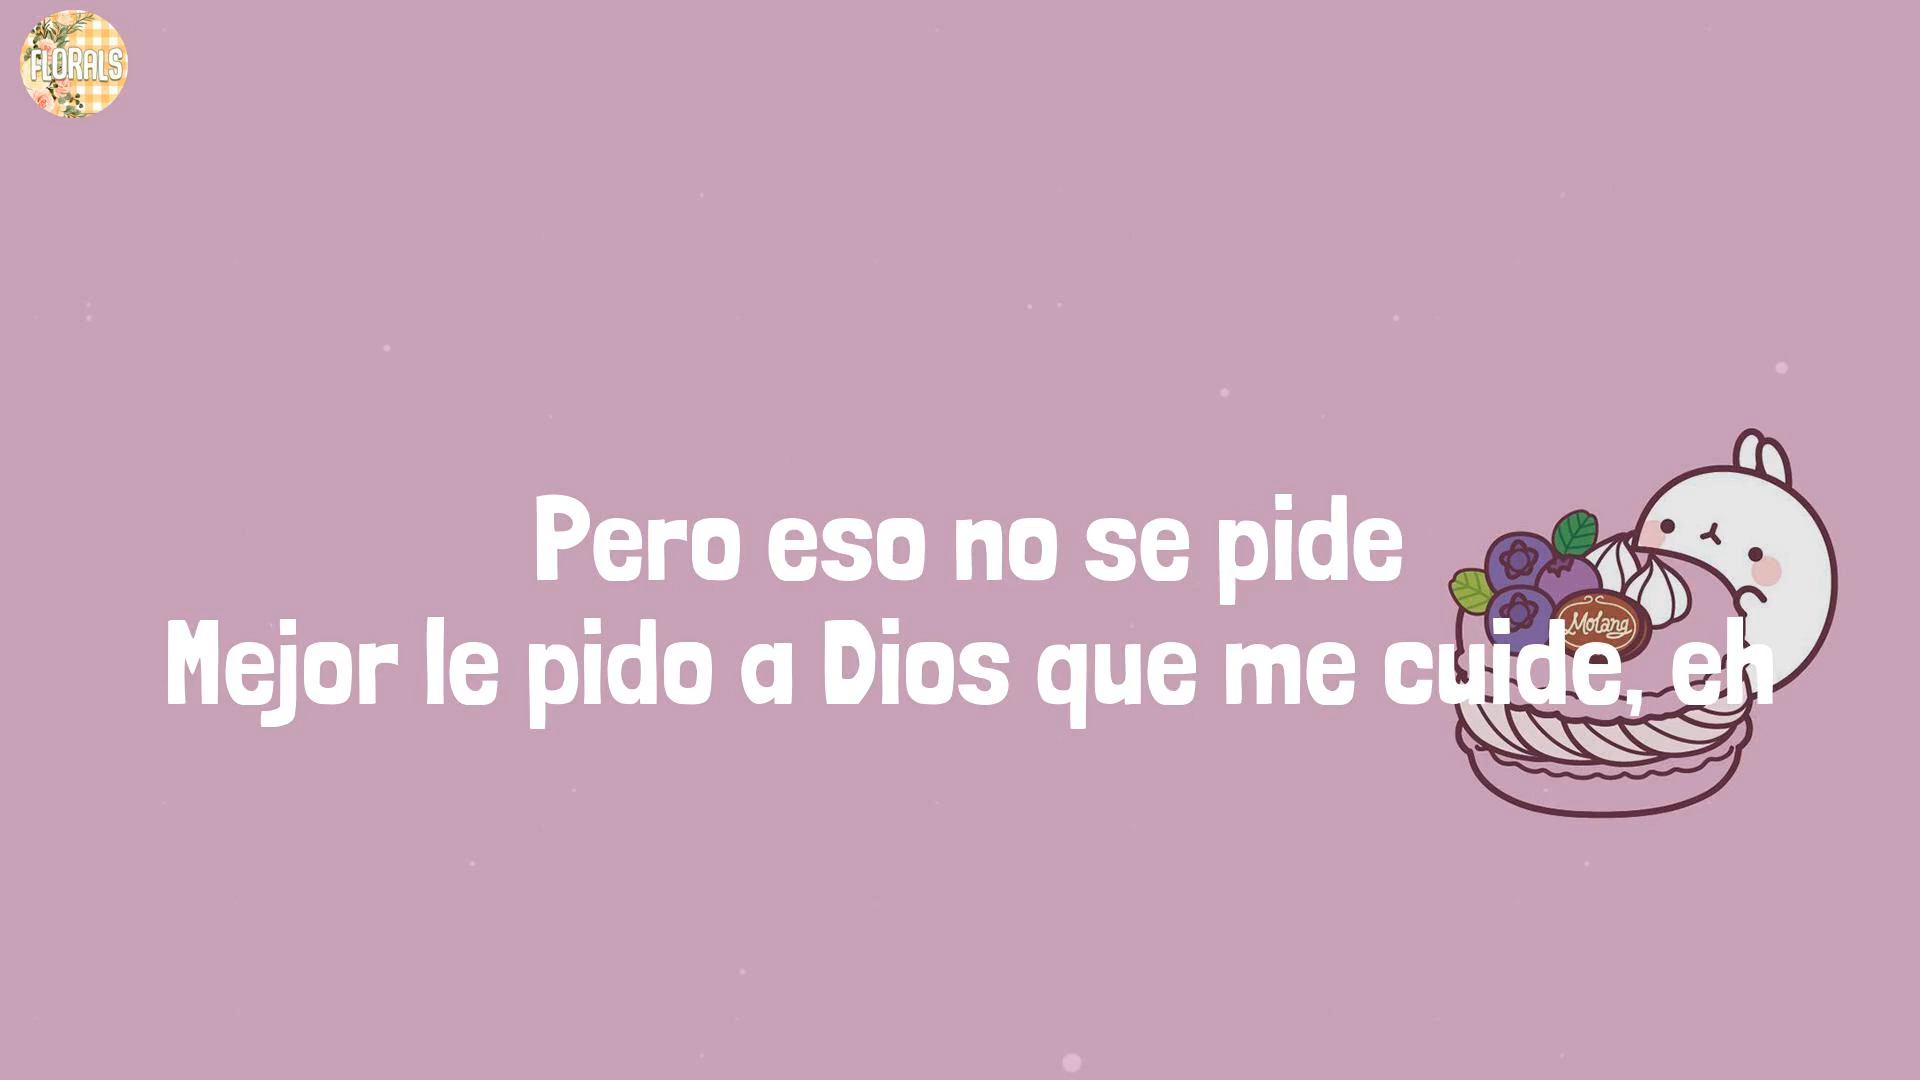 FLORALS
Pero eso no se pide
Molang
Mejor le pido a Dios que me cuide, eh